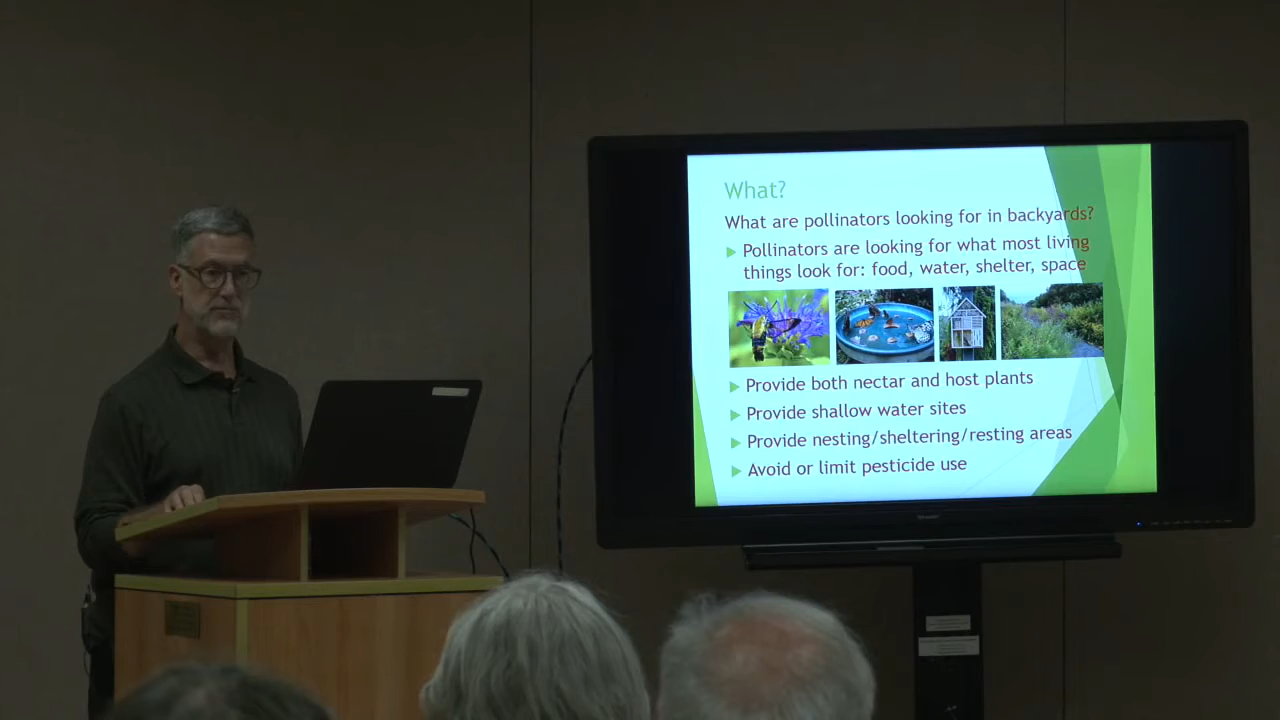 What?
What are pollinators looking for in backyards?
Pollinators are looking for what most living
things look for: food, water, shelter, space
Provide both nectar and host plants
Provide shallow water sites
Provide nesting/sheltering/resting areas
Avoid or limit pesticide use